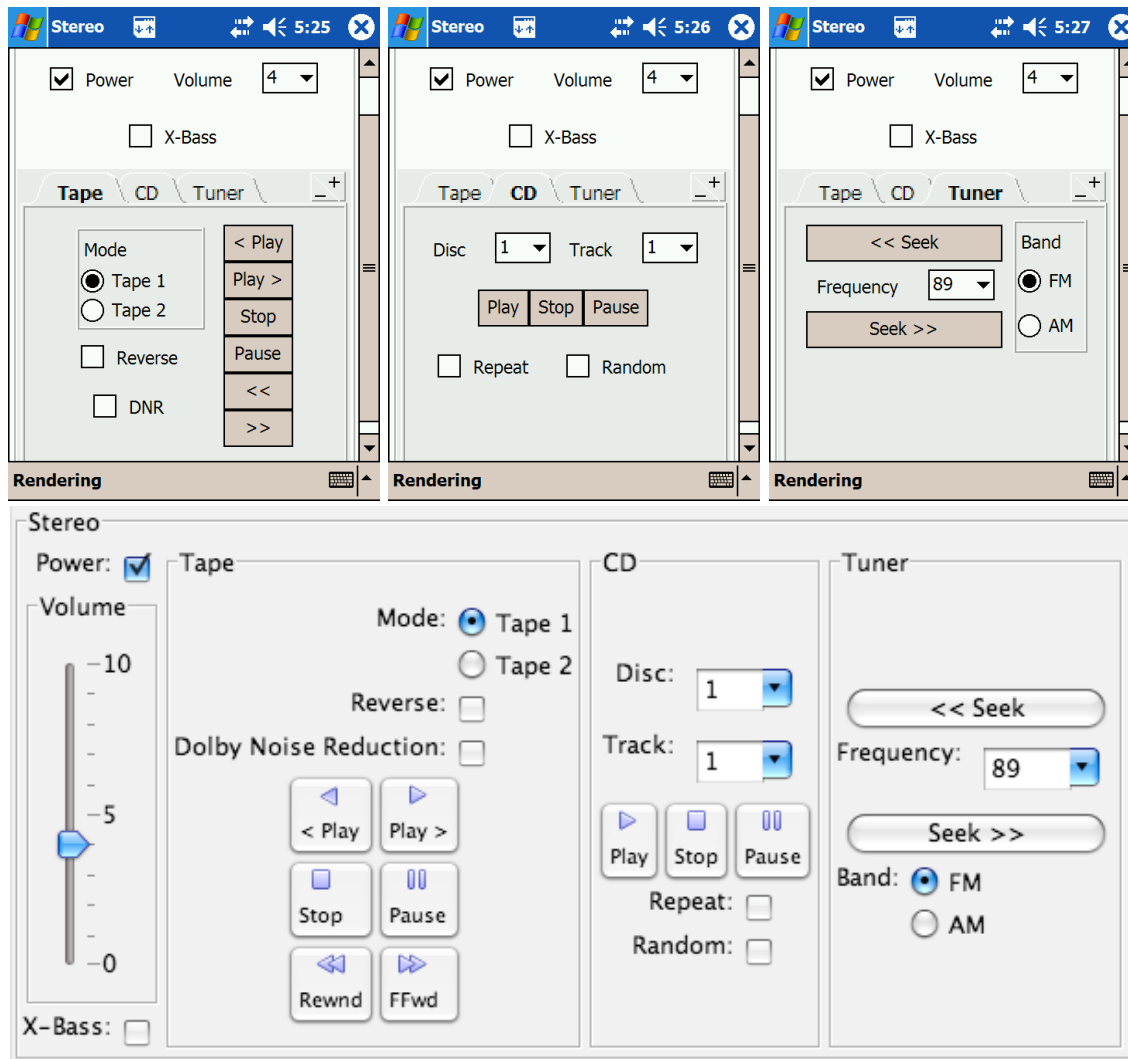 Stereo 5:25
Power Volume 4
X-Bass
Tape CD Tuner _+
Mode
Tape 1
Tape 2
Reverse
DNR
< Play
Play >
Stop
Pause
<<
>>
Rendering
Stereo 5:26
Power Volume 4
X-Bass
Tape CD Tuner _+
Disc 1 Track 1
Play Stop Pause
Repeat Random
Rendering
Stereo 5:27
Power Volume 4
X-Bass
Tape CD Tuner _+
<< Seek
Frequency 89
Seek >>
Band
FM
AM
Rendering
Stereo
Power:
Volume
10
5
0
X-Bass:
Tape
Mode: Tape 1
Tape 2
Reverse:
Dolby Noise Reduction:
< Play Play >
Stop Pause
Rewnd FFwd
CD
Disc: 1
Track: 1
Play Stop Pause
Repeat:
Random:
Tuner
<< Seek
Frequency: 89
Seek >>
Band: FM
AM